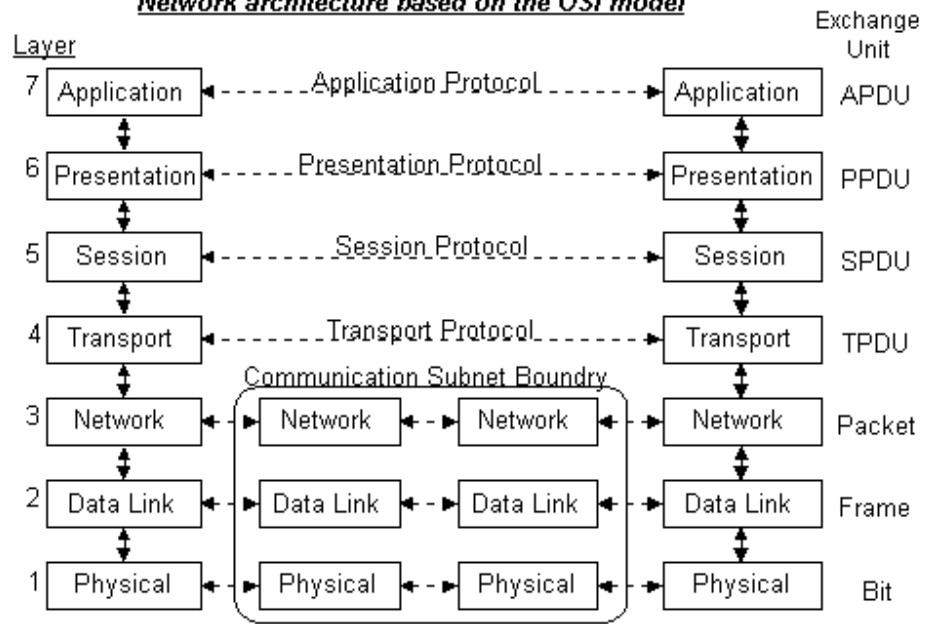 Network architecture based on the OSI model
Exchange
Unit
Layer
7 Application Application Protocol Application APDU
6 Presentation Presentation Protocol Presentation PPDU
5 Session Session Protocol Session SPDU
4 Transport Transport Protocol Transport TPDU
Communication Subnet Boundry
3 Network Network Network Network Packet
2 Data Link Data Link Data Link Data Link Frame
1 Physical Physical Physical Physical Bit